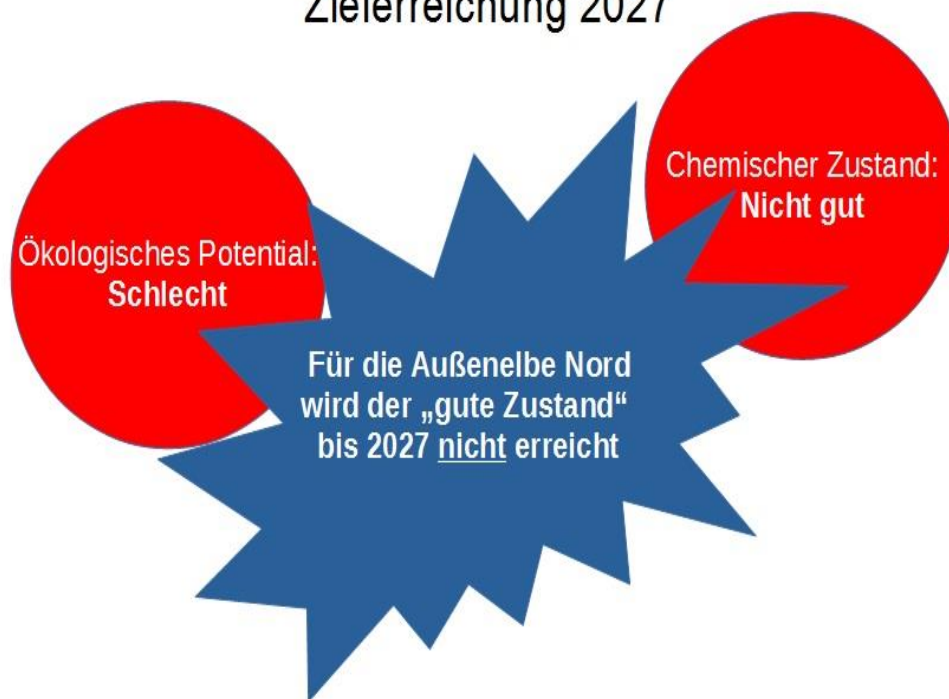 Zielerreichung 2027
Chemischer Zustand:
Nicht gut
Ökologisches Potential:
Schlecht
Für die Außenelbe Nord
wird der „gute Zustand“
bis 2027 nicht erreicht